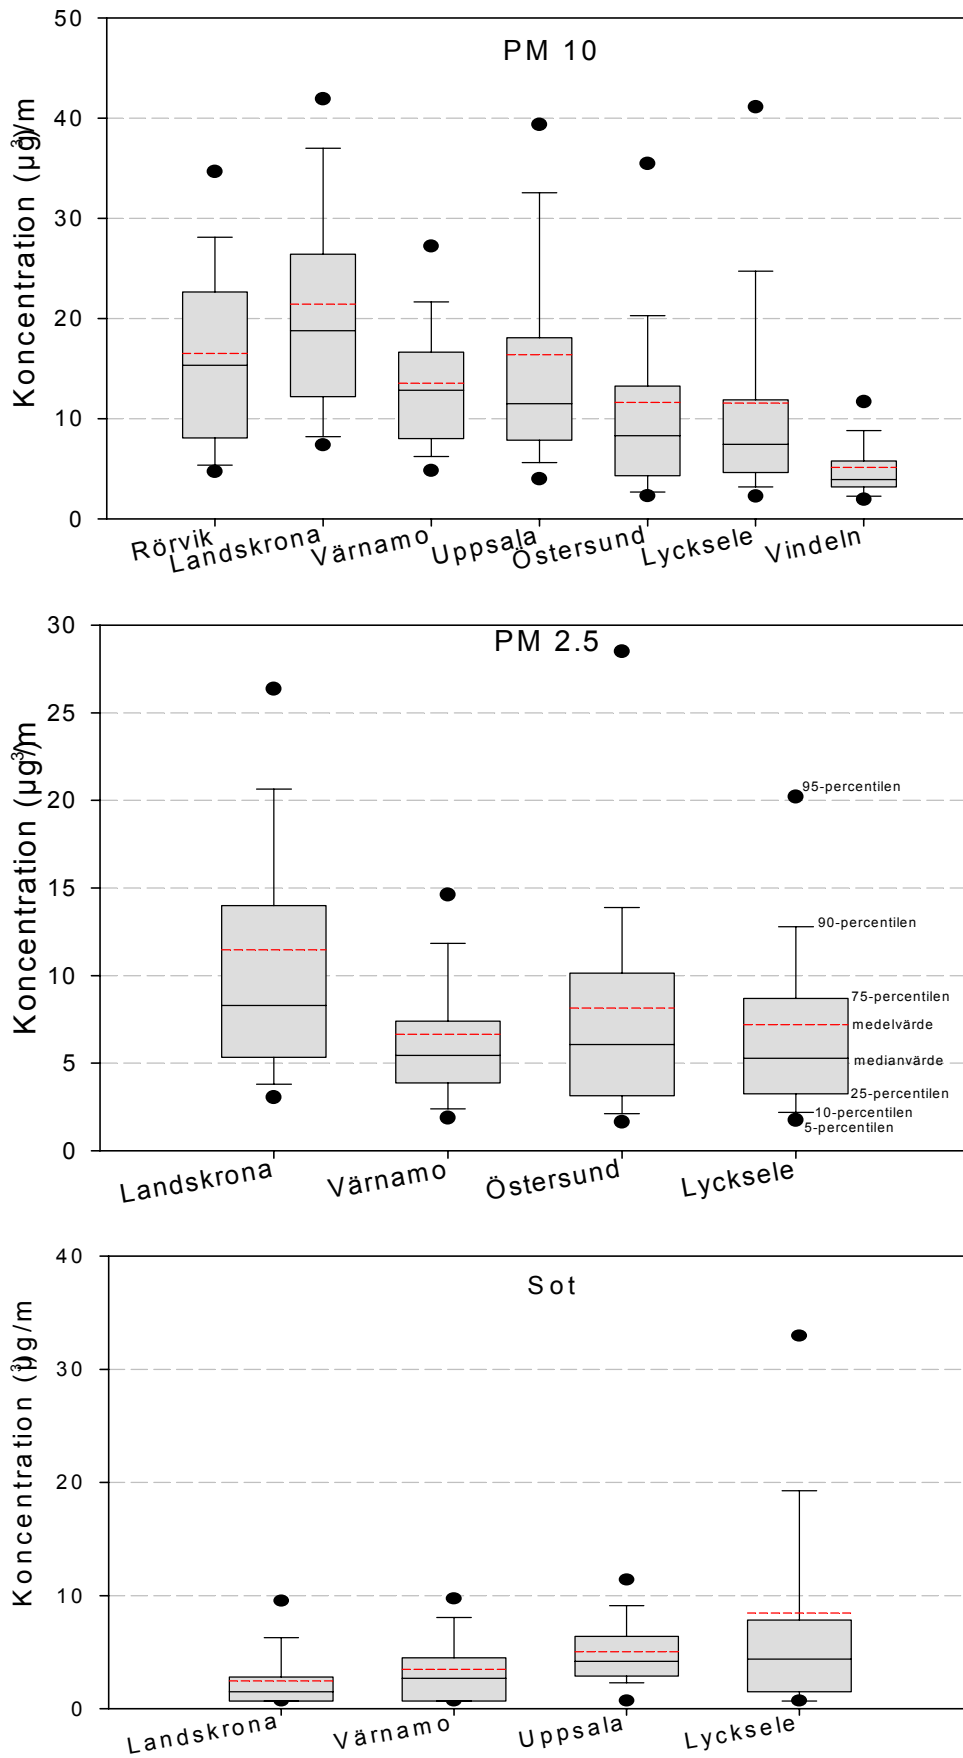 PM 10
Koncentration (µg/m³)
50
40
30
20
10
0
Rörvik
Landskrona
Värnamo
Uppsala
Östersund
Lycksele
Vindeln
PM 2.5
Koncentration (µg/m³)
30
25
20
15
10
5
0
95-percentilen
90-percentilen
75-percentilen
medelvärde
medianvärde
25-percentilen
10-percentilen
5-percentilen
Landskrona
Värnamo
Östersund
Lycksele
Sot
Koncentration (µg/m³)
40
30
20
10
0
Landskrona
Värnamo
Uppsala
Lycksele